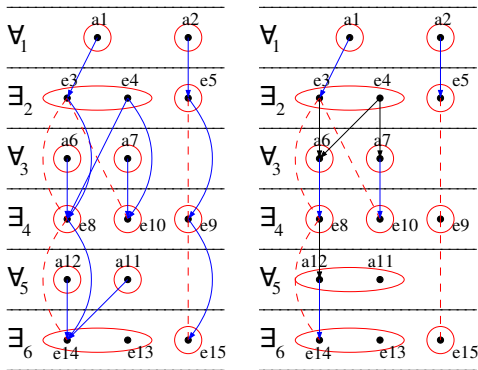 ∀1 a1 a2 a1 a2 ∀1
∃2 e3 e4 e5 e3 e4 e5 ∃2
∀3 a6 a7 a6 a7 ∀3
∃4 e8 e10 e9 e8 e10 e9 ∃4
∀5 a12 a11 a12 a11 ∀5
∃6 e14 e13 e15 e14 e13 e15 ∃6